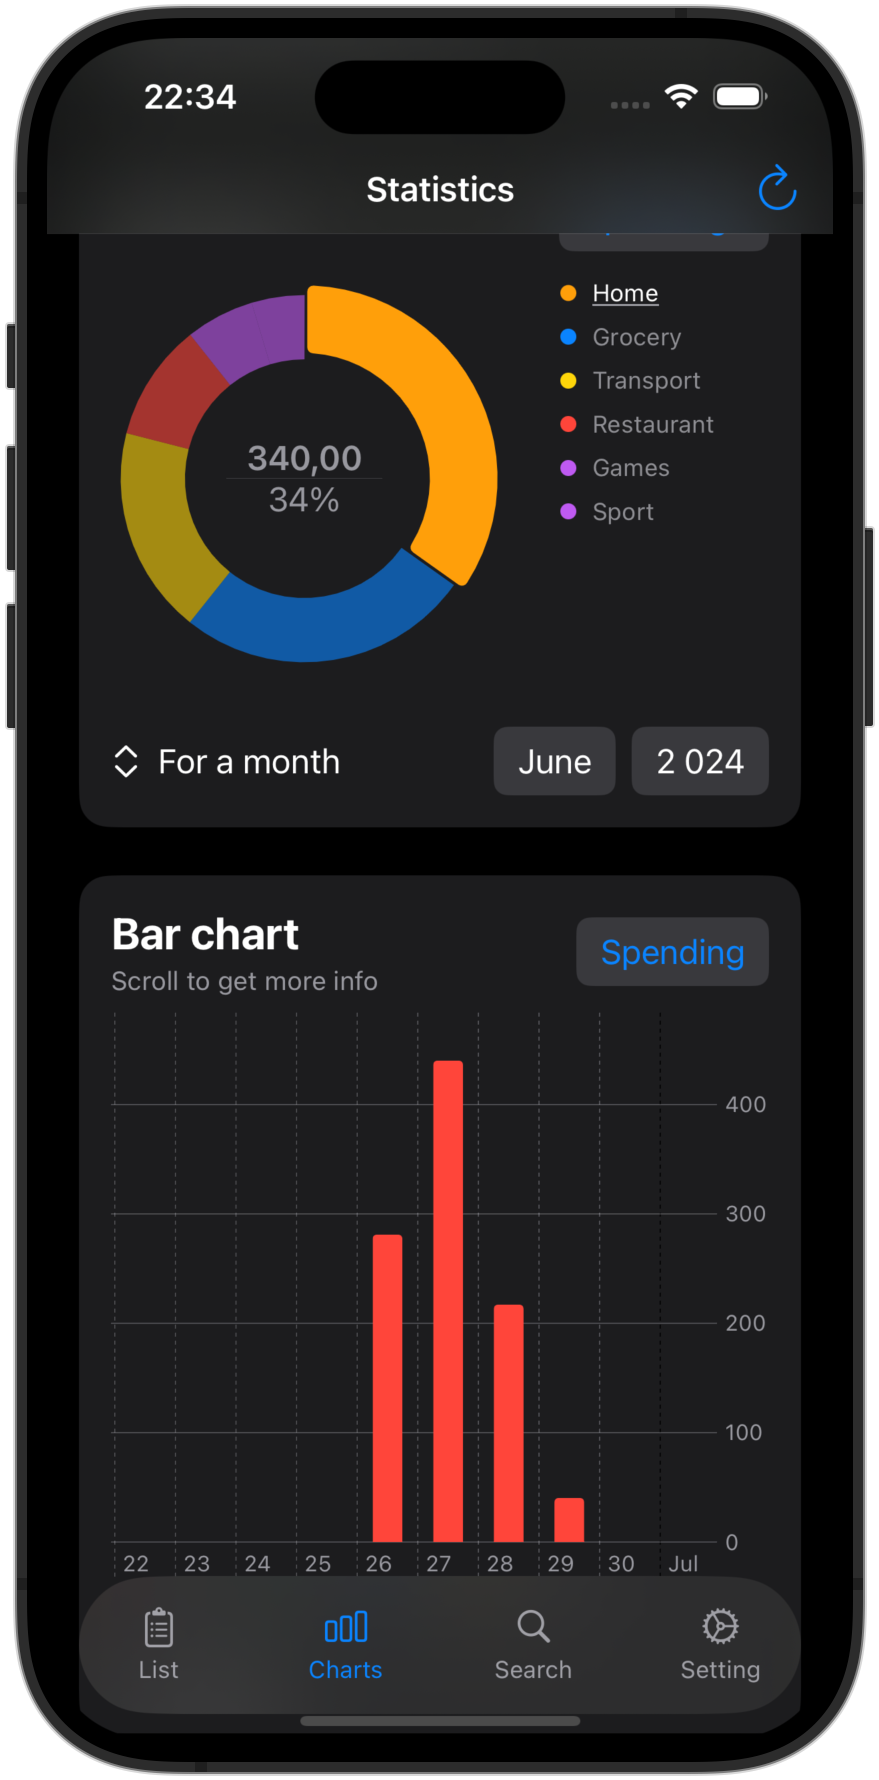 22:34
Statistics
Home
Grocery
Transport
Restaurant
Games
Sport
340,00
34%
For a month
June
2 024
Bar chart
Spending
Scroll to get more info
400
300
200
100
0
22 23 24 25 26 27 28 29 30 Jul
List Charts Search Setting